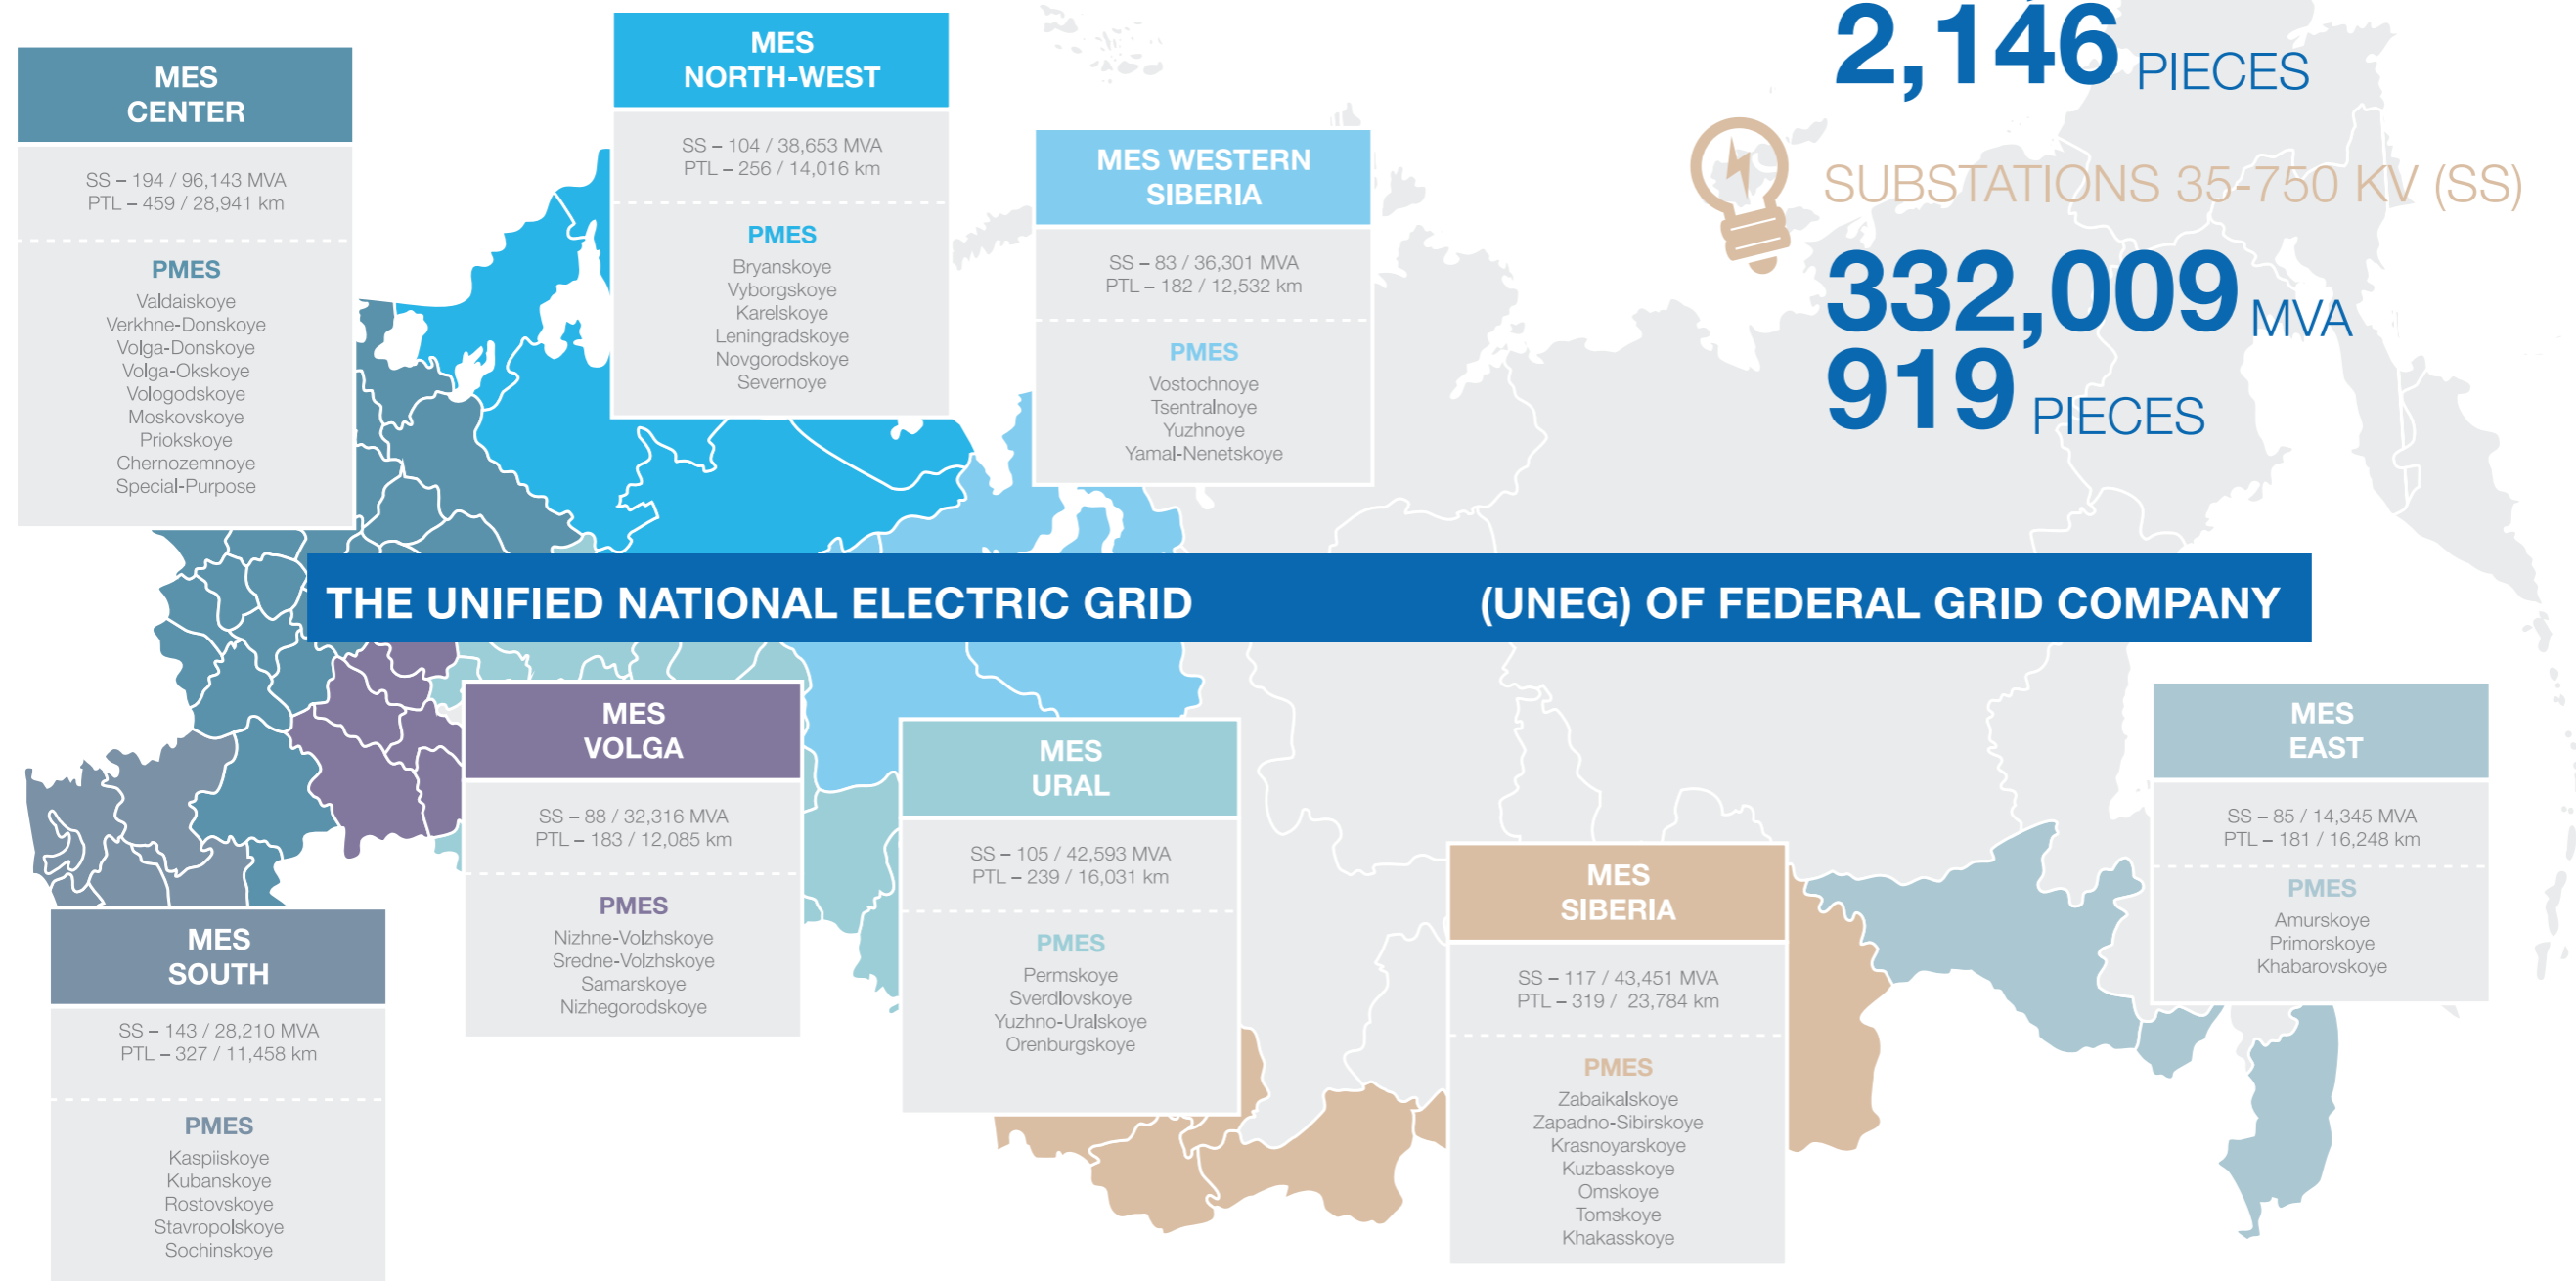 MES
CENTER
SS – 194 / 96,143 MVA
PTL – 459 / 28,941 km
PMES
Valdaiskoye
Verkhne-Donskoye
Volga-Donskoye
Volga-Okskoye
Vologodskoye
Moskovskoye
Priokskoye
Chernozemnoye
Special-Purpose
MES
NORTH-WEST
SS – 104 / 38,653 MVA
PTL – 256 / 14,016 km
PMES
Bryanskoye
Vyborgskoye
Karelskoye
Leningradskoye
Novgorodskoye
Severnoye
MES WESTERN
SIBERIA
SS – 83 / 36,301 MVA
PTL – 182 / 12,532 km
PMES
Vostochnoye
Tsentralnoye
Yuzhnoye
Yamal-Nenetskoye
2,146 PIECES
SUBSTATIONS 35-750 KV (SS)
332,009 MVA
919 PIECES
THE UNIFIED NATIONAL ELECTRIC GRID (UNEG) OF FEDERAL GRID COMPANY
MES
SOUTH
SS – 143 / 28,210 MVA
PTL – 327 / 11,458 km
PMES
Kaspiiskoye
Kubanskoye
Rostovskoye
Stavropolskoye
Sochinskoye
MES
VOLGA
SS – 88 / 32,316 MVA
PTL – 183 / 12,085 km
PMES
Nizhne-Volzhskoye
Sredne-Volzhskoye
Samarskoye
Nizhegorodskoye
MES
URAL
SS – 105 / 42,593 MVA
PTL – 239 / 16,031 km
PMES
Permskoye
Sverdlovskoye
Yuzhno-Uralskoye
Orenburgskoye
MES
SIBERIA
SS – 117 / 43,451 MVA
PTL – 319 / 23,784 km
PMES
Zabaikalskoye
Zapadno-Sibirskoye
Krasnoyarskoye
Kuzbasskoye
Omskoye
Tomskoye
Khakasskoye
MES
EAST
SS – 85 / 14,345 MVA
PTL – 181 / 16,248 km
PMES
Amurskoye
Primorskoye
Khabarovskoye